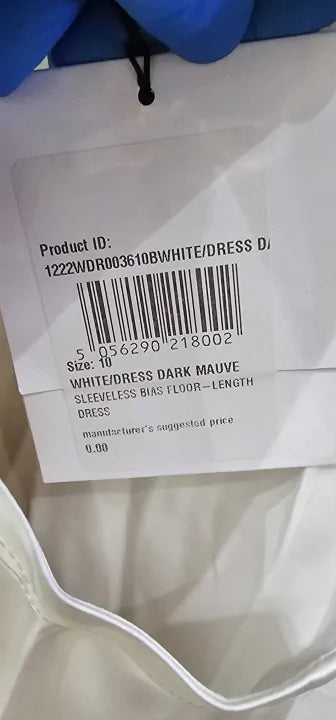 Product ID:
1222WDR003610BWHITE/DRESS DA
5 056290 218002
Size: 10
WHITE/DRESS DARK MAUVE
SLEEVELESS BIAS FLOOR-LENGTH
DRESS
manufacturer's suggested price
0.00